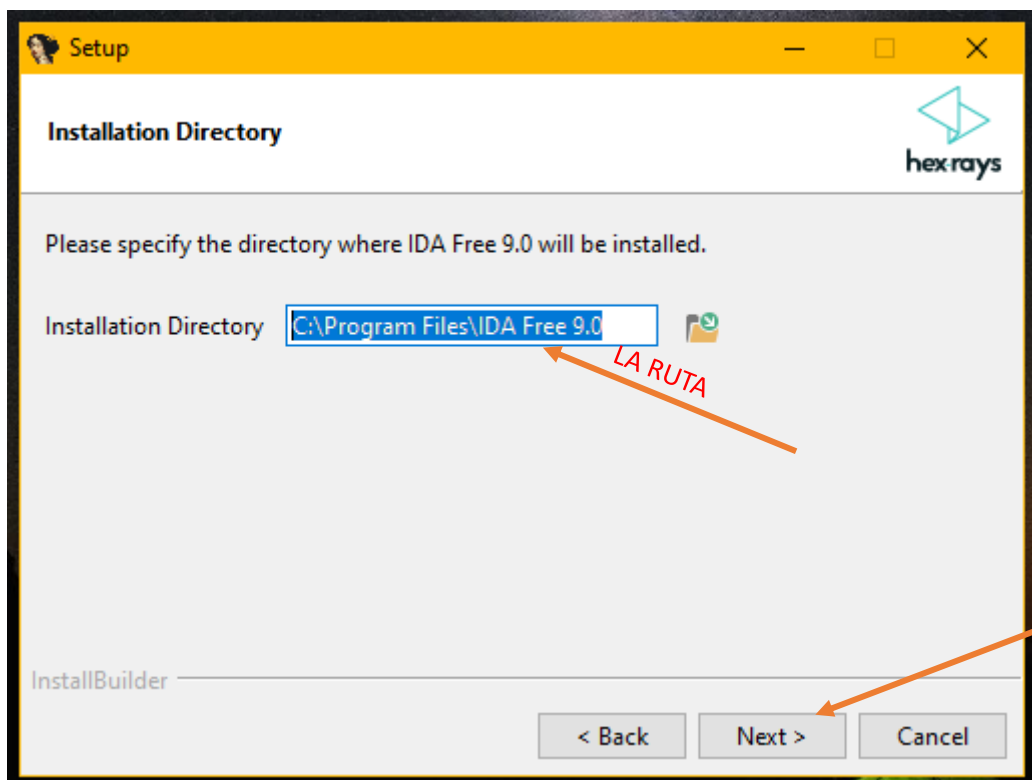 Setup
Installation Directory
hex-rays
Please specify the directory where IDA Free 9.0 will be installed.
Installation Directory C:\Program Files\IDA Free 9.0
LA RUTA
InstallBuilder
< Back Next > Cancel